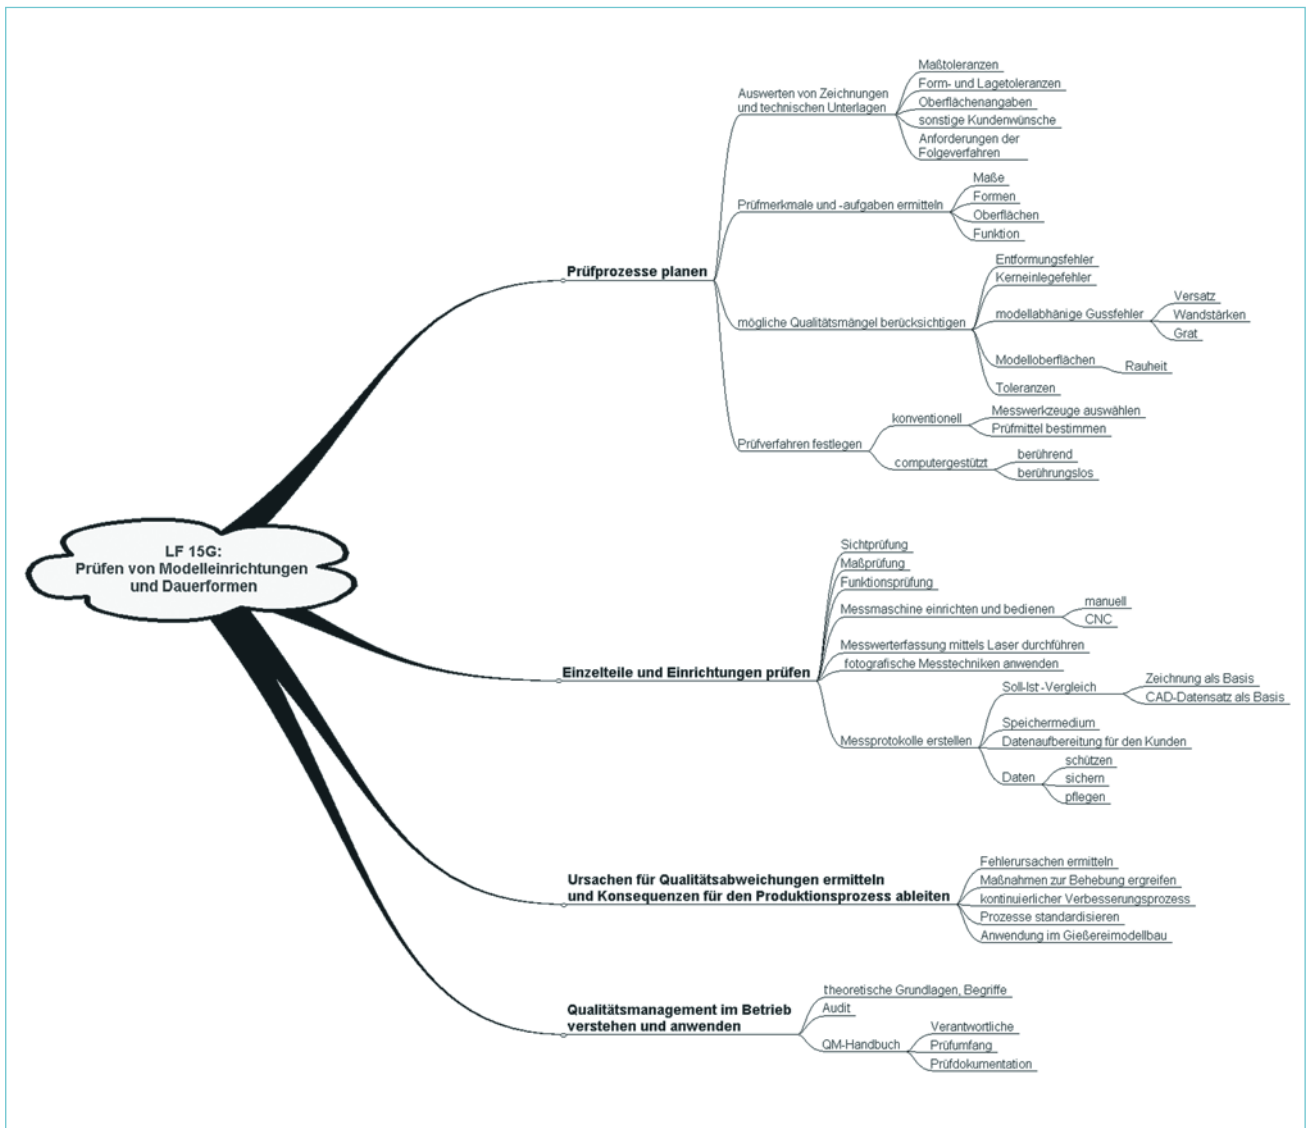 LF 15G:
Prüfen von Modelleinrichtungen
und Dauerformen
Prüfprozesse planen
Auswerten von Zeichnungen
und technischen Unterlagen
Maßtoleranzen
Form- und Lagetoleranzen
Oberflächenangaben
sonstige Kundenwünsche
Anforderungen der
Folgeverfahren
Prüfmerkmale und -aufgaben ermitteln
Maße
Formen
Oberflächen
Funktion
mögliche Qualitätsmängel berücksichtigen
Entformungsfehler
Kerneinlegefehler
modellabhänige Gussfehler
Versatz
Wandstärken
Grat
Modelloberflächen
Rauheit
Toleranzen
Prüfverfahren festlegen
konventionell
Messwerkzeuge auswählen
Prüfmittel bestimmen
computergestützt
berührend
berührungslos
Einzelteile und Einrichtungen prüfen
Sichtprüfung
Maßprüfung
Funktionsprüfung
Messmaschine einrichten und bedienen
manuell
CNC
Messwerterfassung mittels Laser durchführen
fotografische Messtechniken anwenden
Messprotokolle erstellen
Soll-Ist -Vergleich
Zeichnung als Basis
CAD-Datensatz als Basis
Speichermedium
Datenaufbereitung für den Kunden
Daten
schützen
sichern
pflegen
Ursachen für Qualitätsabweichungen ermitteln
und Konsequenzen für den Produktionsprozess ableiten
Fehlerursachen ermitteln
Maßnahmen zur Behebung ergreifen
kontinuierlicher Verbesserungsprozess
Prozesse standardisieren
Anwendung im Gießereimodellbau
Qualitätsmanagement im Betrieb
verstehen und anwenden
theoretische Grundlagen, Begriffe
Audit
QM-Handbuch
Verantwortliche
Prüfumfang
Prüfdokumentation